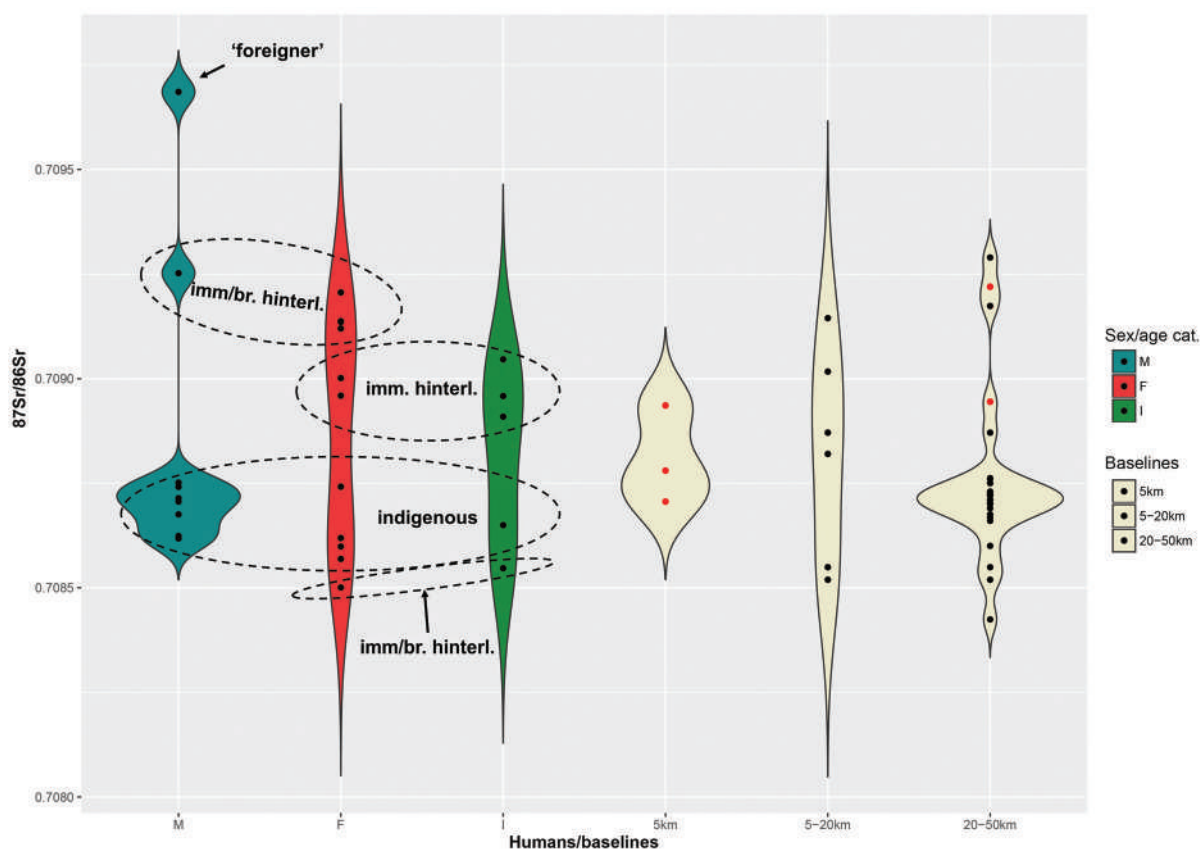 ‘foreigner’
0.7095
imm/br. hinterl.
imm. hinterl.
0.7090
87Sr/86Sr
indigenous
0.7085
imm/br. hinterl.
0.7080
M
F
I
5km
5−20km
20−50km
Humans/baselines
Sex/age cat.
M
F
I
Baselines
5km
5−20km
20−50km